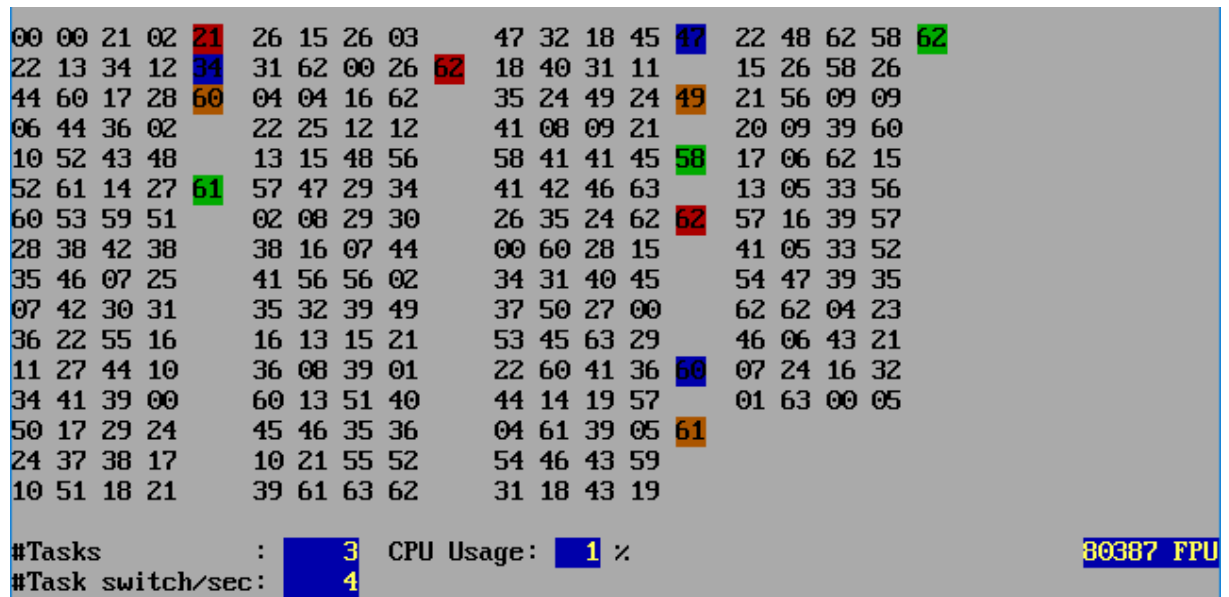 00 00 21 02 21 26 15 26 03 47 32 18 45 47 22 48 62 58 62
22 13 34 12 34 31 62 00 26 62 18 40 31 11 15 26 58 26
44 60 17 28 60 04 04 16 62 35 24 49 24 49 21 56 09 09
06 44 36 02 22 25 12 12 41 08 09 21 20 09 39 60
10 52 43 48 13 15 48 56 58 41 41 45 58 17 06 62 15
52 61 14 27 61 57 47 29 34 41 42 46 63 13 05 33 56
60 53 59 51 02 08 29 30 26 35 24 62 62 57 16 39 57
28 38 42 38 38 16 07 44 00 60 28 15 41 05 33 52
35 46 07 25 41 56 56 02 34 31 40 45 54 47 39 35
07 42 30 31 35 32 39 49 37 50 27 00 62 62 04 23
36 22 55 16 16 13 15 21 53 45 63 29 46 06 43 21
11 27 44 10 36 08 39 01 22 60 41 36 60 07 24 16 32
34 41 39 00 60 13 51 40 44 14 19 57 01 63 00 05
50 17 29 24 45 46 35 36 04 61 39 05 61
24 37 38 17 10 21 55 52 54 46 43 59
10 51 18 21 39 61 63 62 31 18 43 19
#Tasks : 3 CPU Usage: 1 % 80387 FPU
#Task switch/sec: 4